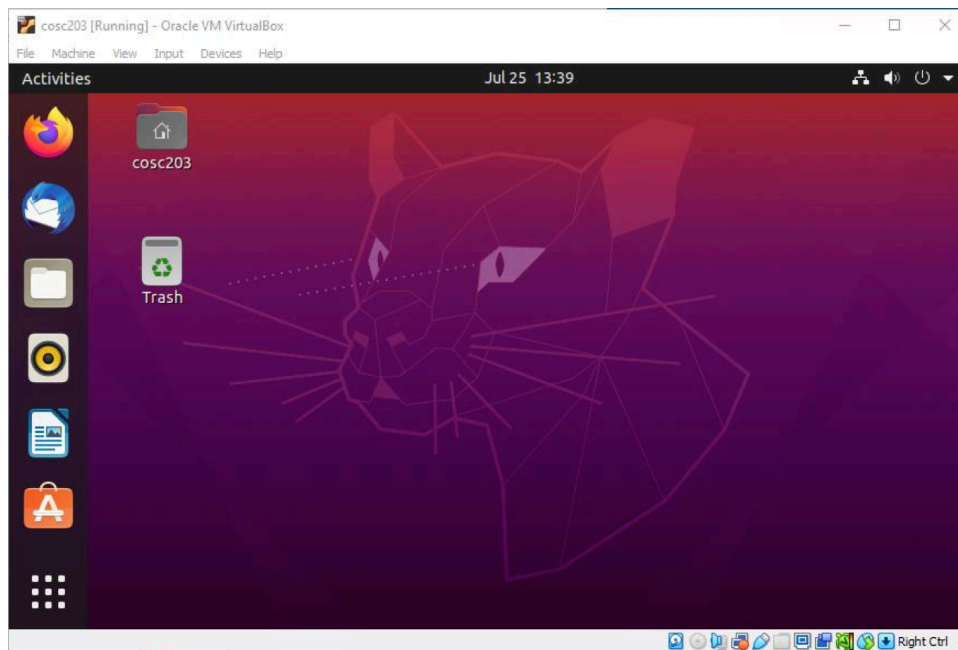 cosc203 [Running] - Oracle VM VirtualBox
File Machine View Input Devices Help
Activities Jul 25 13:39
cosc203
Trash
Right Ctrl